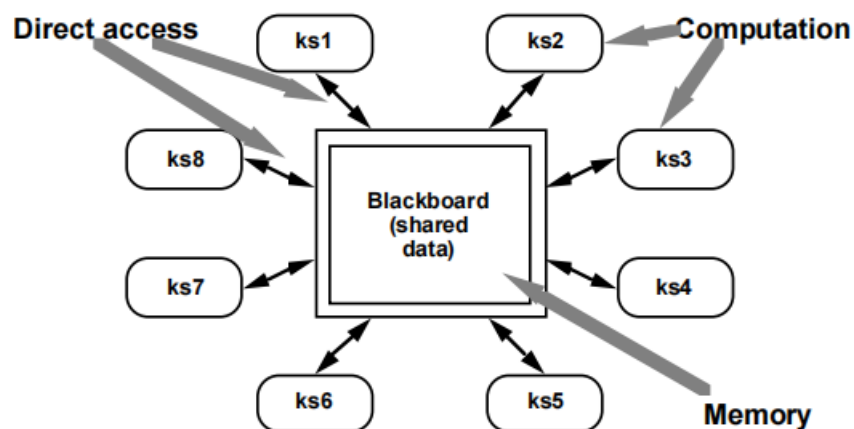 Direct access
ks1
ks2
Computation
ks8
ks3
Blackboard
(shared
data)
ks7
ks4
ks6
ks5
Memory